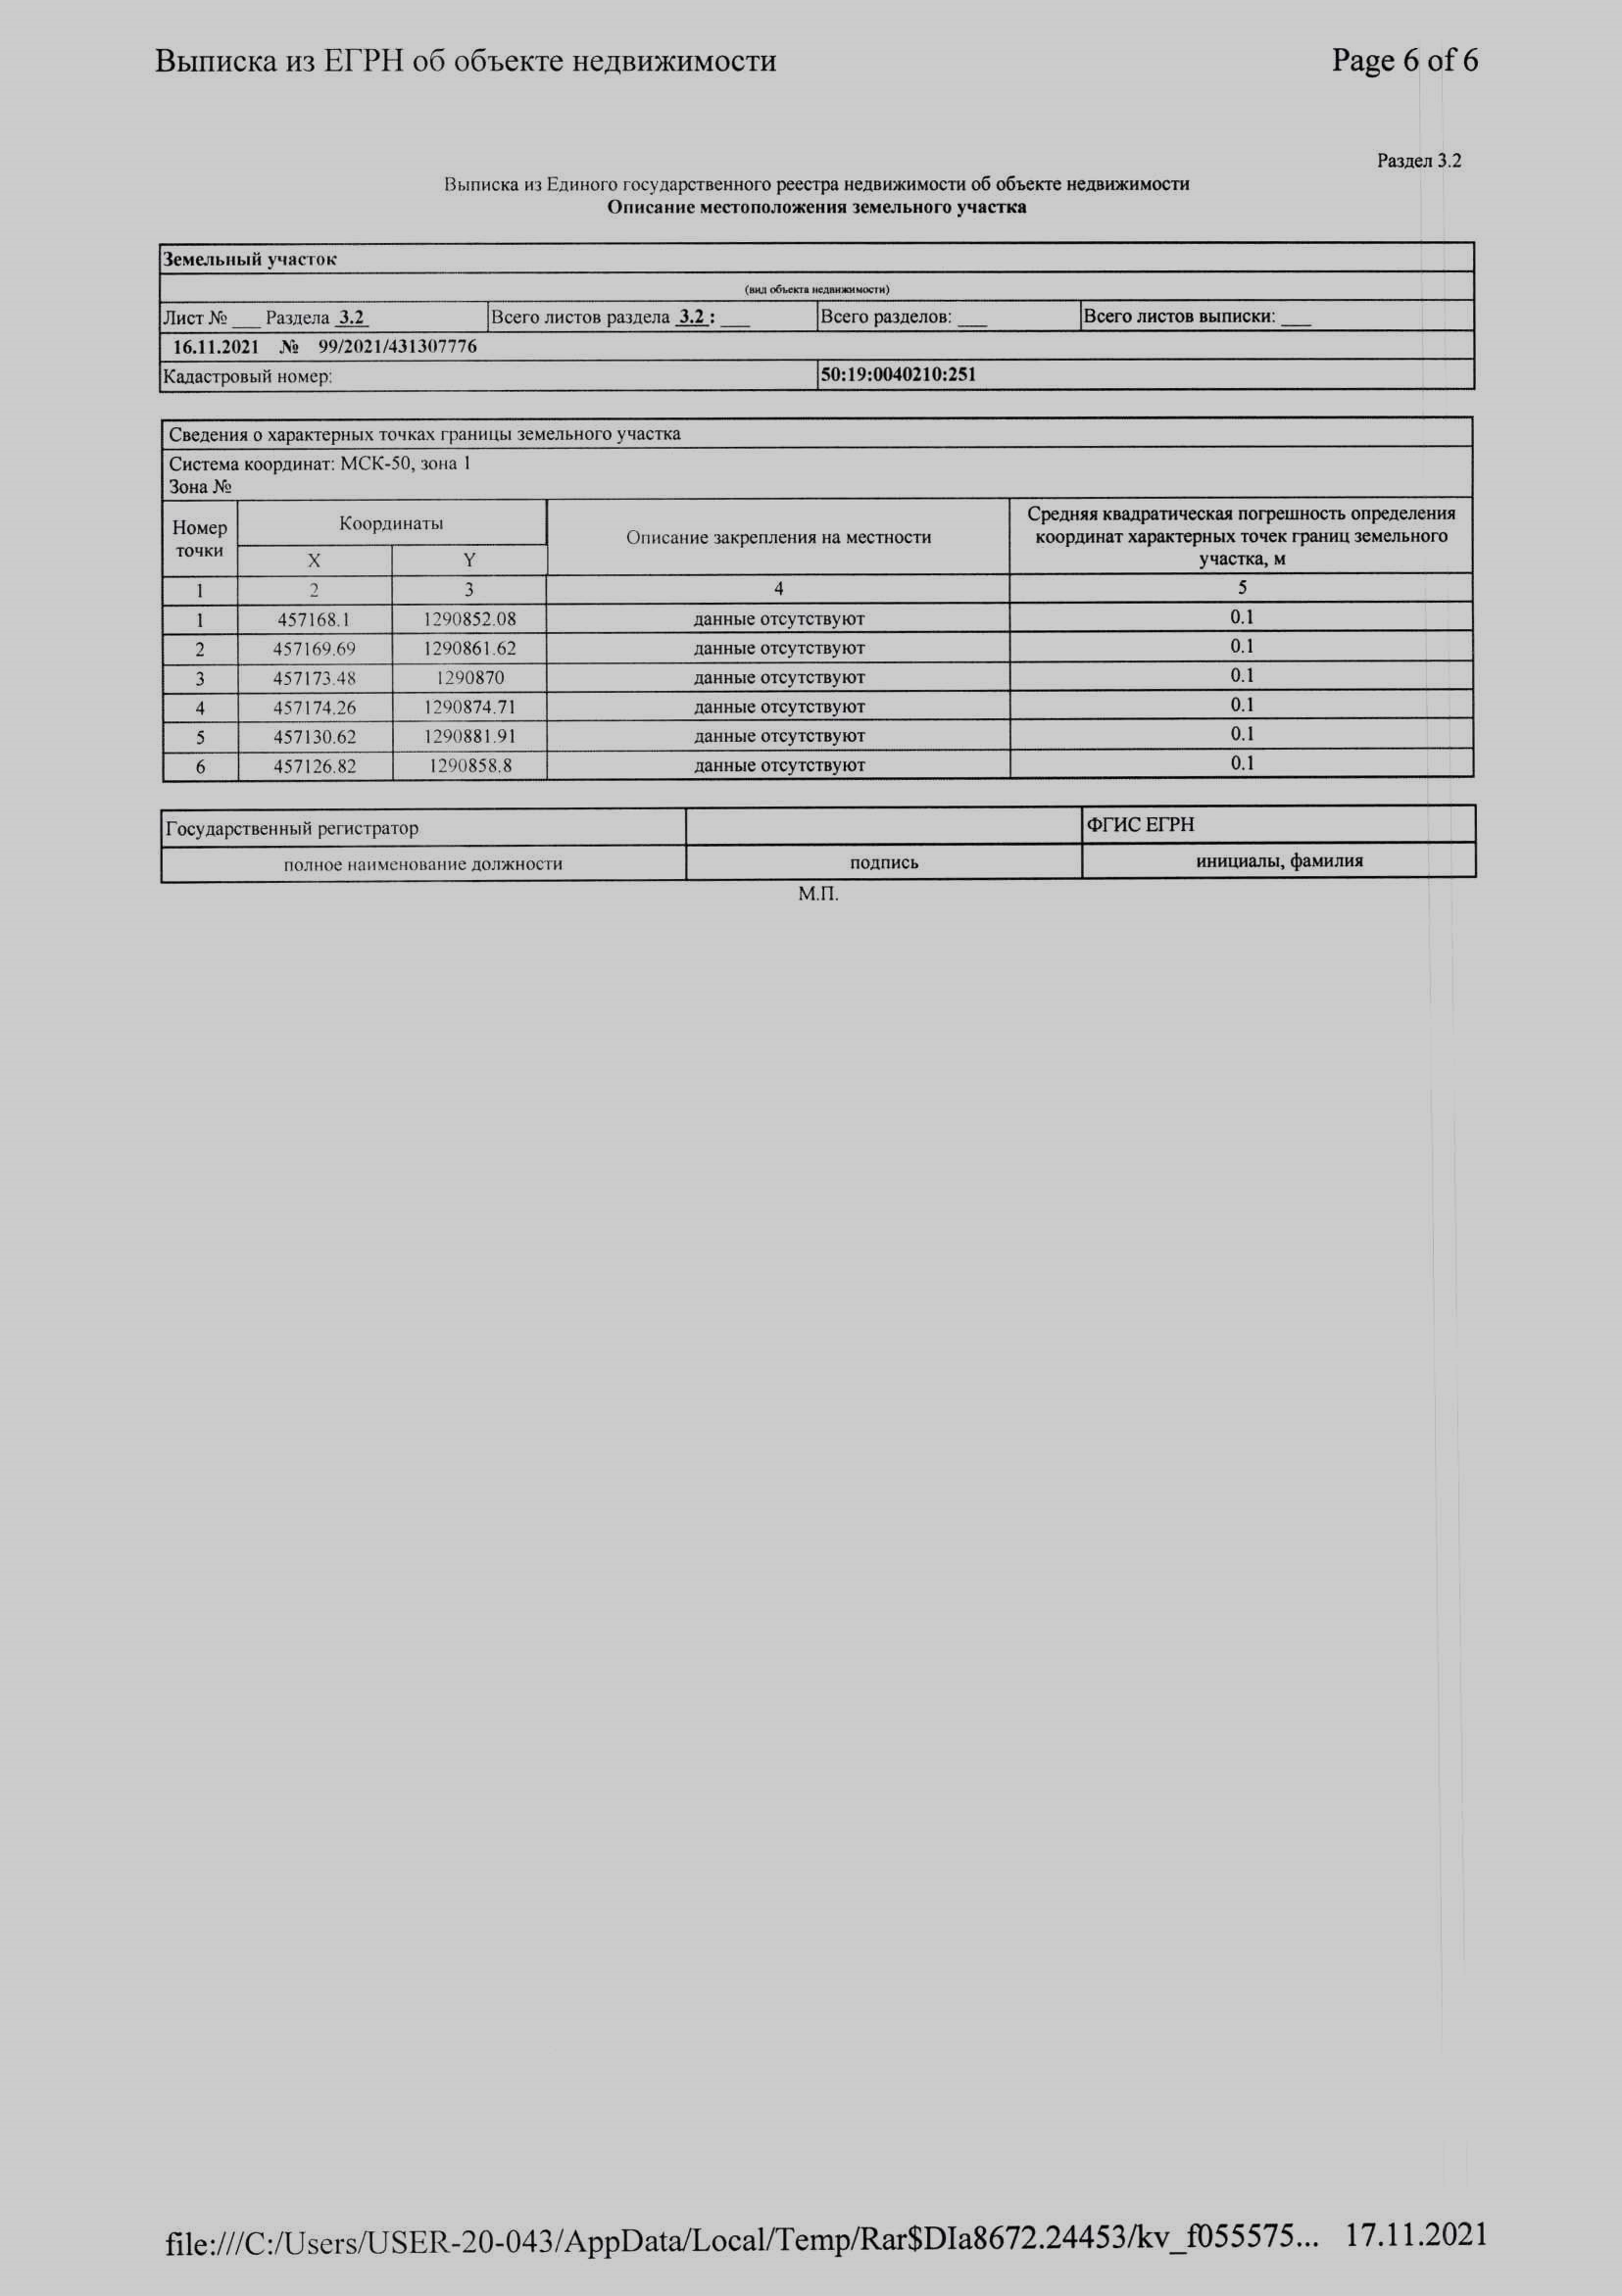 Выписка из ЕГРН об объекте недвижимости Page 6 of 6
Раздел 3.2
Выписка из Единого государственного реестра недвижимости об объекте недвижимости
Описание местоположения земельного участка
Земельный участок
(вид объекта недвижимости)
Лист № ___ Раздела 3.2 Всего листов раздела 3.2 : ___ Всего разделов: ___ Всего листов выписки: ___
16.11.2021 № 99/2021/431307776
Кадастровый номер: 50:19:0040210:251
Сведения о характерных точках границы земельного участка
Система координат: МСК-50, зона 1
Зона №
Номер точки Координаты Описание закрепления на местности Средняя квадратическая погрешность определения координат характерных точек границ земельного участка, м
X Y
1 2 3 4 5
1 457168.1 1290852.08 данные отсутствуют 0.1
2 457169.69 1290861.62 данные отсутствуют 0.1
3 457173.48 1290870 данные отсутствуют 0.1
4 457174.26 1290874.71 данные отсутствуют 0.1
5 457130.62 1290881.91 данные отсутствуют 0.1
6 457126.82 1290858.8 данные отсутствуют 0.1
Государственный регистратор ФГИС ЕГРН
полное наименование должности подпись инициалы, фамилия
М.П.
file:///C:/Users/USER-20-043/AppData/Local/Temp/Rar$DIa8672.24453/kv_f055575... 17.11.2021